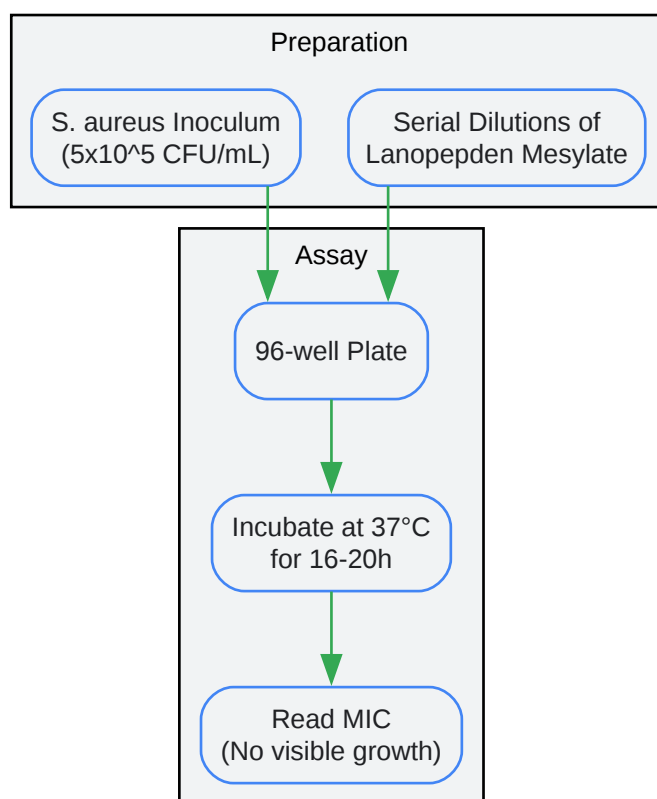 Preparation
S. aureus Inoculum
(5x10^5 CFU/mL)
Serial Dilutions of
Lanopepden Mesylate
Assay
96-well Plate
Incubate at 37°C
for 16-20h
Read MIC
(No visible growth)